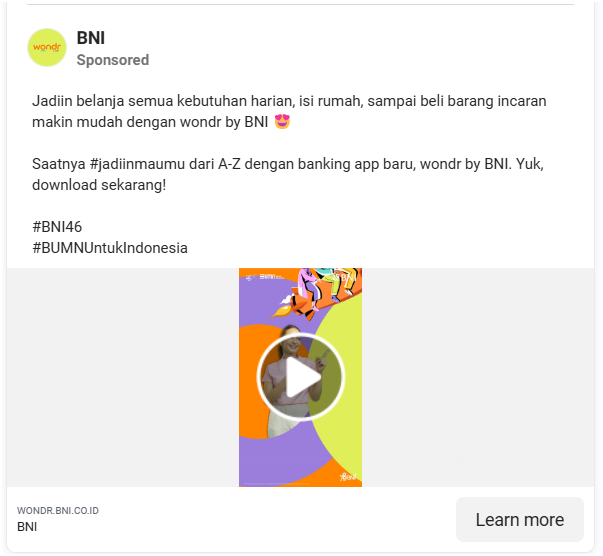 wondr
BNI
Sponsored
Jadiin belanja semua kebutuhan harian, isi rumah, sampai beli barang incaran
makin mudah dengan wondr by BNI 😍
Saatnya #jadiinmaumu dari A-Z dengan banking app baru, wondr by BNI. Yuk,
download sekarang!
#BNI46
#BUMNUntukIndonesia
BNI
BNI
WONDR.BNI.CO.ID
BNI
Learn more